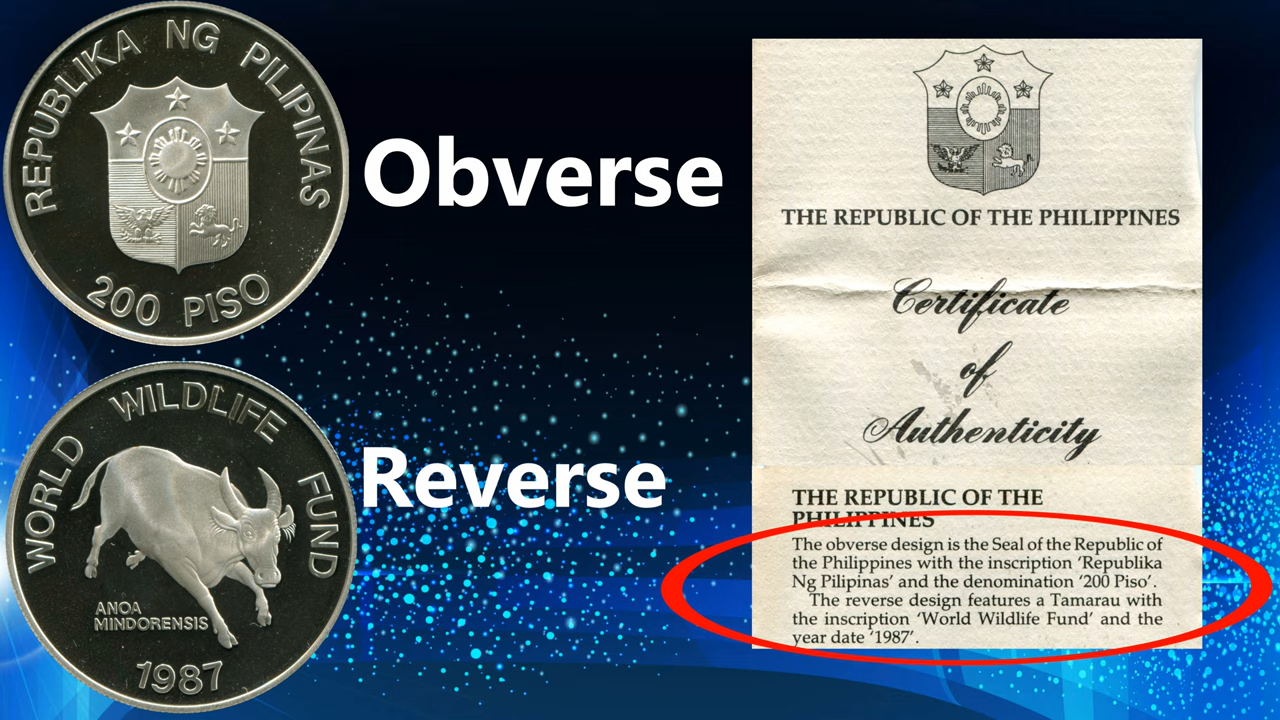 REPUBLIKA NG PILIPINAS
200 PISO
Obverse
WORLD WILDLIFE FUND
ANOA
MINDORENSIS
1987
Reverse
THE REPUBLIC OF THE PHILIPPINES
Certificate
of
Authenticity
THE REPUBLIC OF THE
PHILIPPINES
The obverse design is the Seal of the Republic of
the Philippines with the inscription ‘Republika
Ng Pilipinas’ and the denomination ‘200 Piso’.
The reverse design features a Tamarau with
the inscription ‘World Wildlife Fund’ and the
year date ‘1987’.